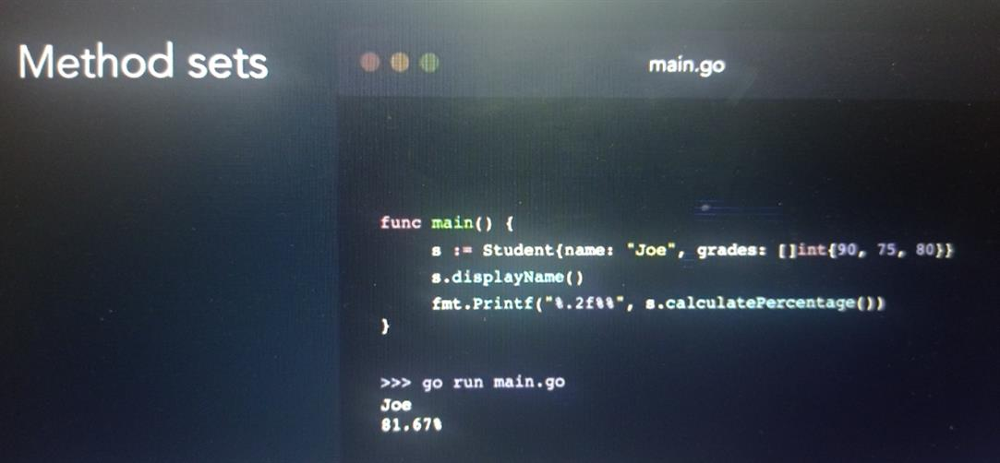 Method sets
main.go
func main() {
s := Student{name: "Joe", grades: []int{90, 75, 80}}
s.displayName()
fmt.Printf("%.2f%%", s.calculatePercentage())
}
>>> go run main.go
Joe
81.67%